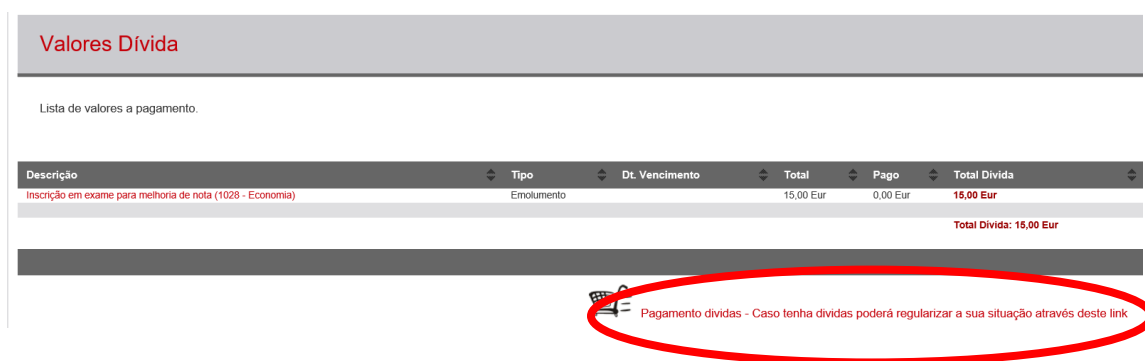 Valores Dívida
Lista de valores a pagamento.
Descrição Tipo Dt. Vencimento Total Pago Total Dívida
Inscrição em exame para melhoria de nota (1028 - Economia) Emolumento 15,00 Eur 0,00 Eur 15,00 Eur
Total Dívida: 15,00 Eur
Pagamento dividas - Caso tenha dividas poderá regularizar a sua situação através deste link